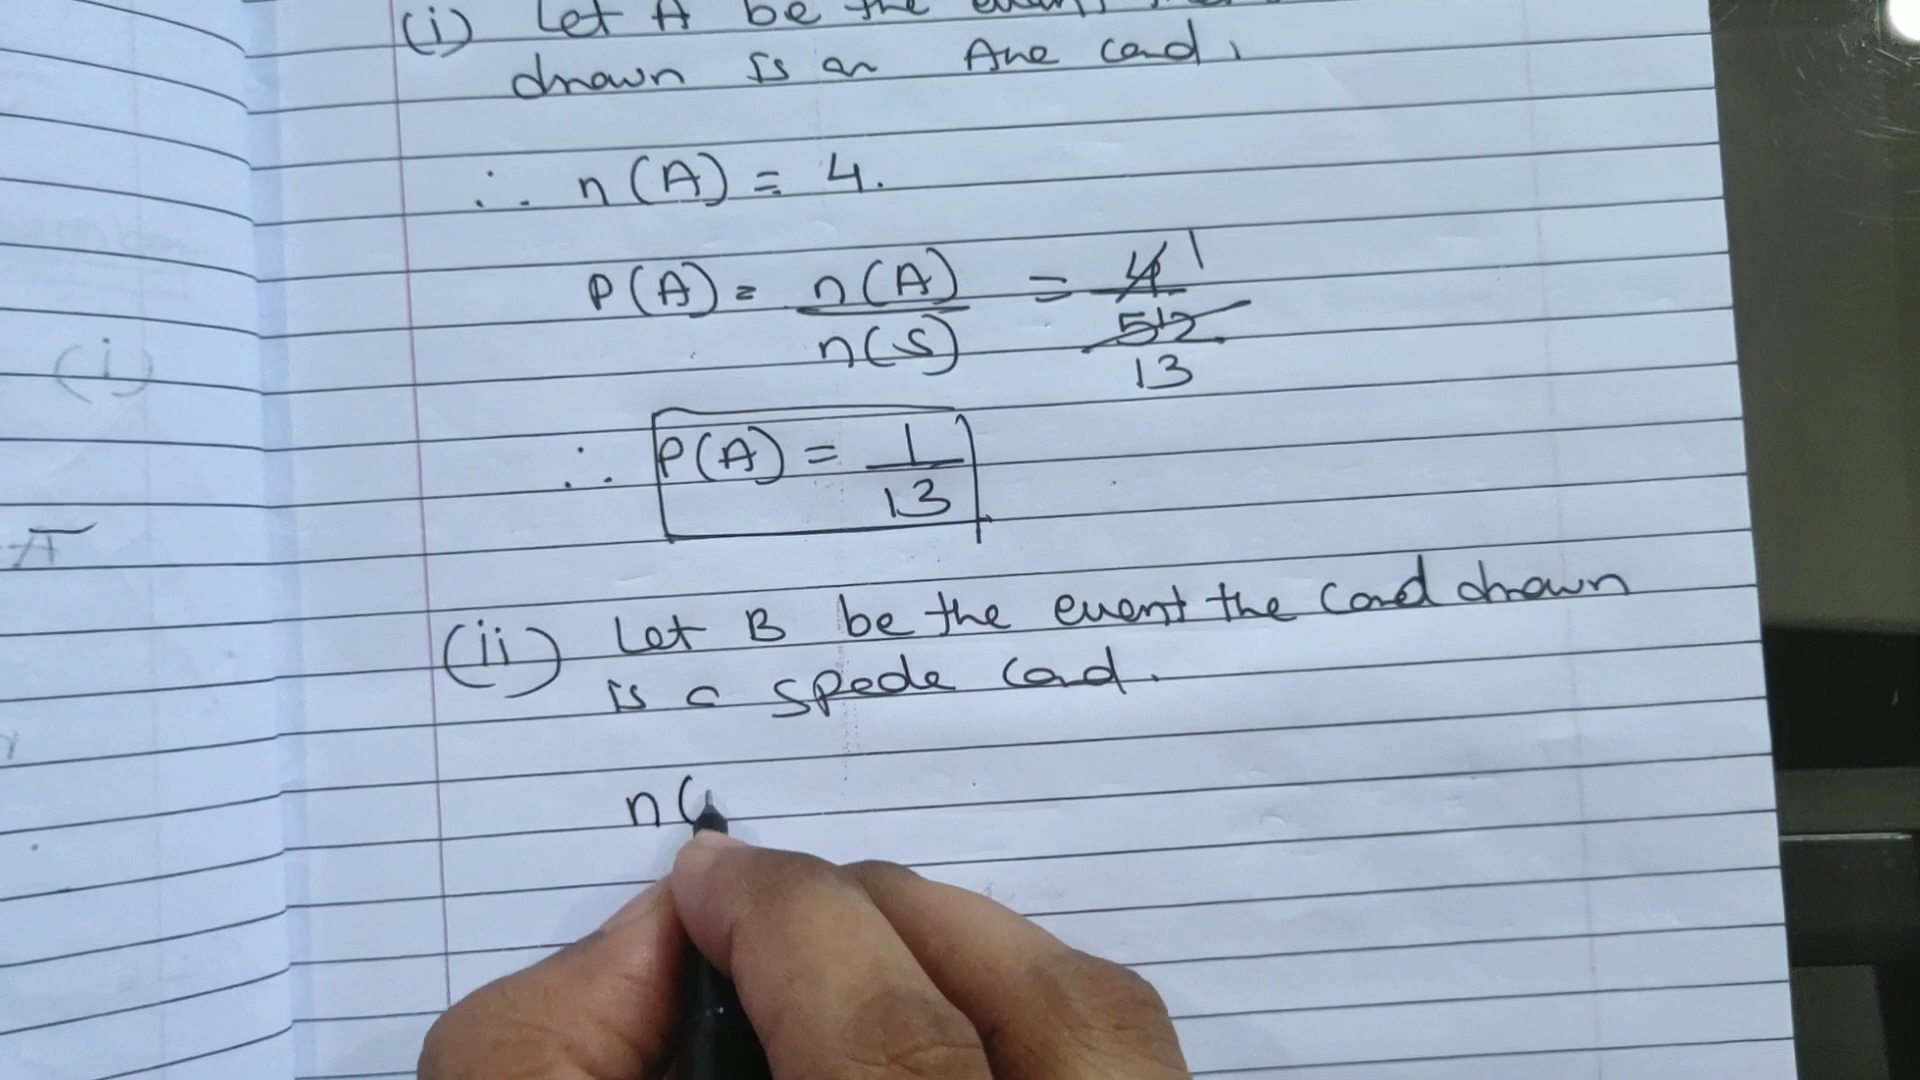 (i) Let A be the event
drawn is an Ace card.
∴ n(A) = 4.
P(A) = n(A) / n(S) = 4 1 / 52 13
∴ P(A) = 1/13
(ii) Let B be the event the card drawn
is a spade card.
n(
(i)